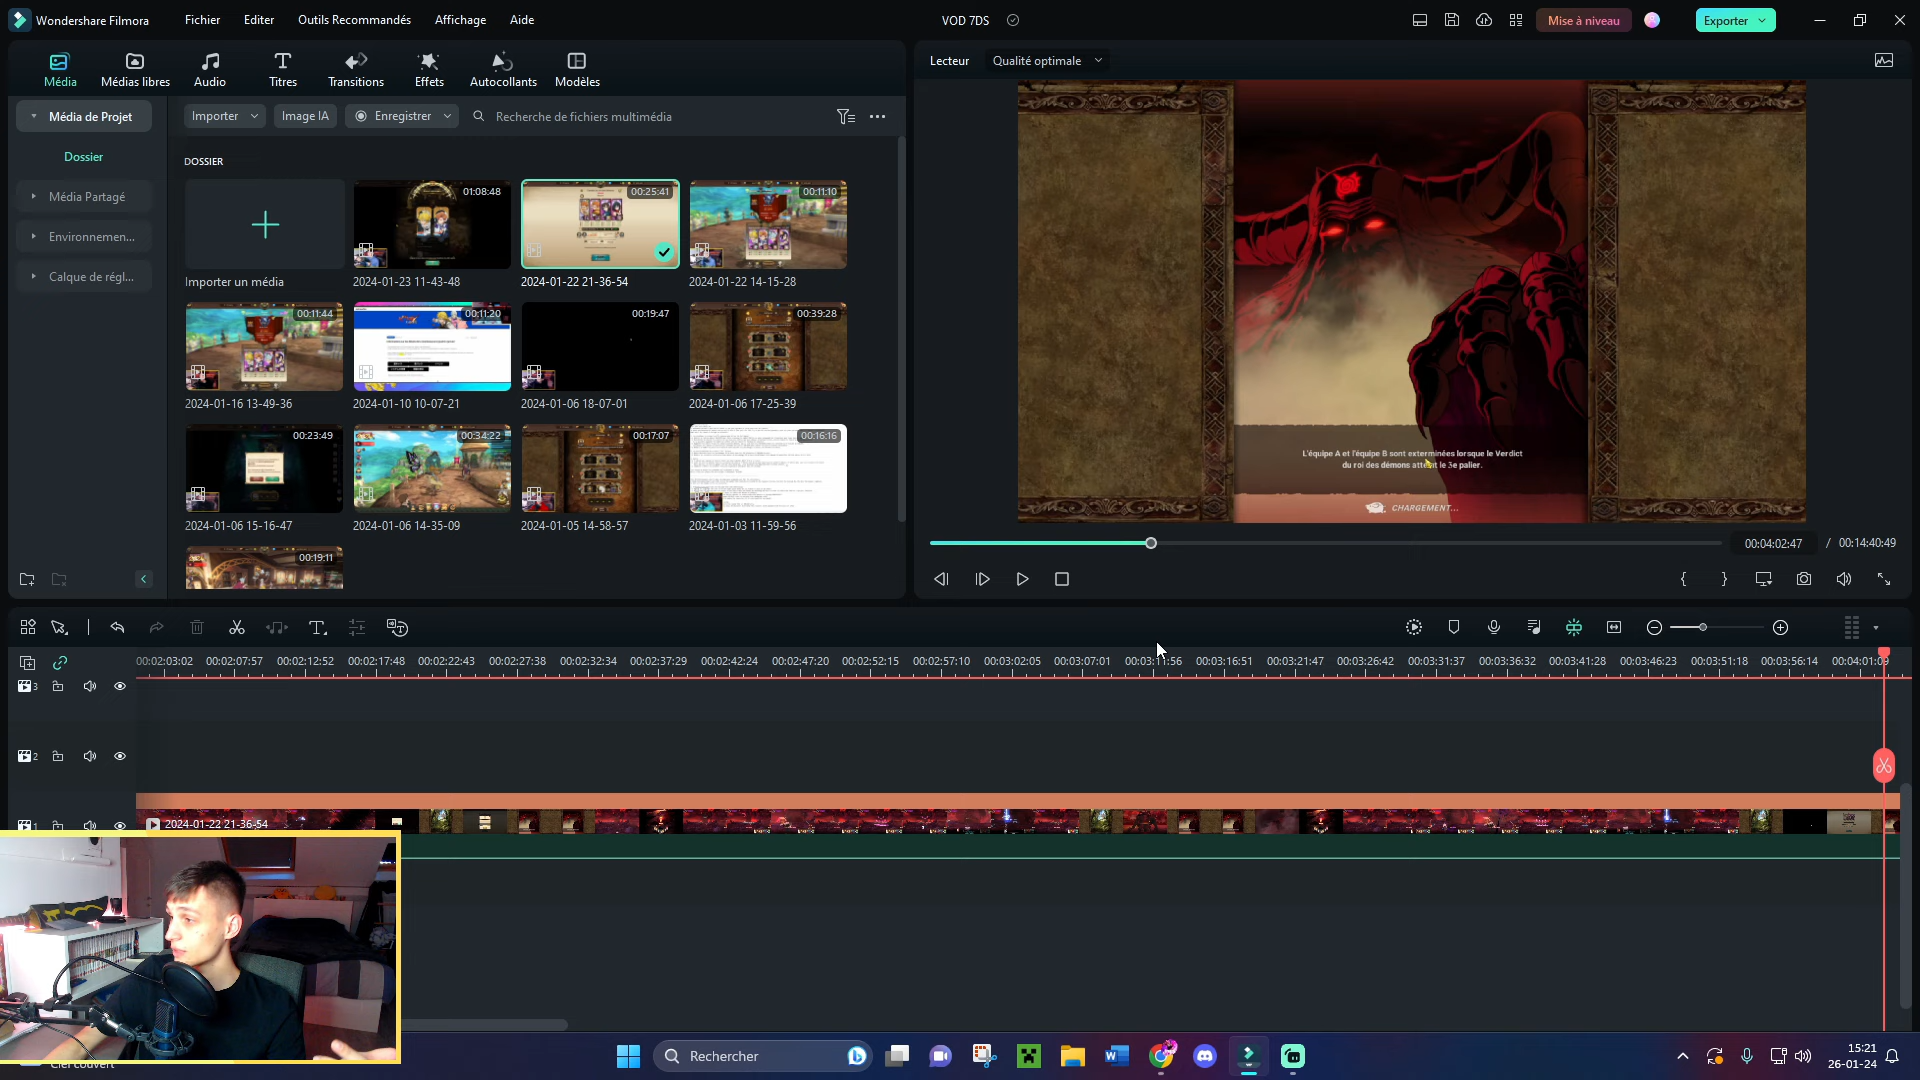 Wondershare Filmora
Fichier
Editer
Outils Recommandés
Affichage
Aide
VOD 7DS
Mise à niveau
Exporter
Média
Médias libres
Audio
Titres
Transitions
Effets
Autocollants
Modèles
Lecteur
Qualité optimale
Média de Projet
Importer
Image IA
Enregistrer
Recherche de fichiers multimédia
Dossier
Média Partagé
Environnemen...
Calque de régl...
DOSSIER
01:08:48
00:25:41
00:11:10
Importer un média
2024-01-23 11-43-48
2024-01-22 21-36-54
2024-01-22 14-15-28
00:11:44
00:11:20
00:19:47
00:39:28
2024-01-16 13-49-36
2024-01-10 10-07-21
2024-01-06 18-07-01
2024-01-06 17-25-39
00:23:49
00:34:22
00:17:07
00:16:16
2024-01-06 15-16-47
2024-01-06 14-35-09
2024-01-05 14-58-57
2024-01-03 11-59-56
00:19:11
L'équipe A et l'équipe B sont exterminées lorsque le Verdict
du roi des démons atteint le 3e palier.
CHARGEMENT...
00:04:02:47 / 00:14:40:49
00:02:03:02 00:02:07:57 00:02:12:52 00:02:17:48 00:02:22:43 00:02:27:38 00:02:32:34 00:02:37:29 00:02:42:24 00:02:47:20 00:02:52:15 00:02:57:10 00:03:02:05 00:03:07:01 00:03:11:56 00:03:16:51 00:03:21:47 00:03:26:42 00:03:31:37 00:03:36:32 00:03:41:28 00:03:46:23 00:03:51:18 00:03:56:14 00:04:01:09
3
2
1
2024-01-22 21-36-54
Ciel couvert
Rechercher
15:21
26-01-24